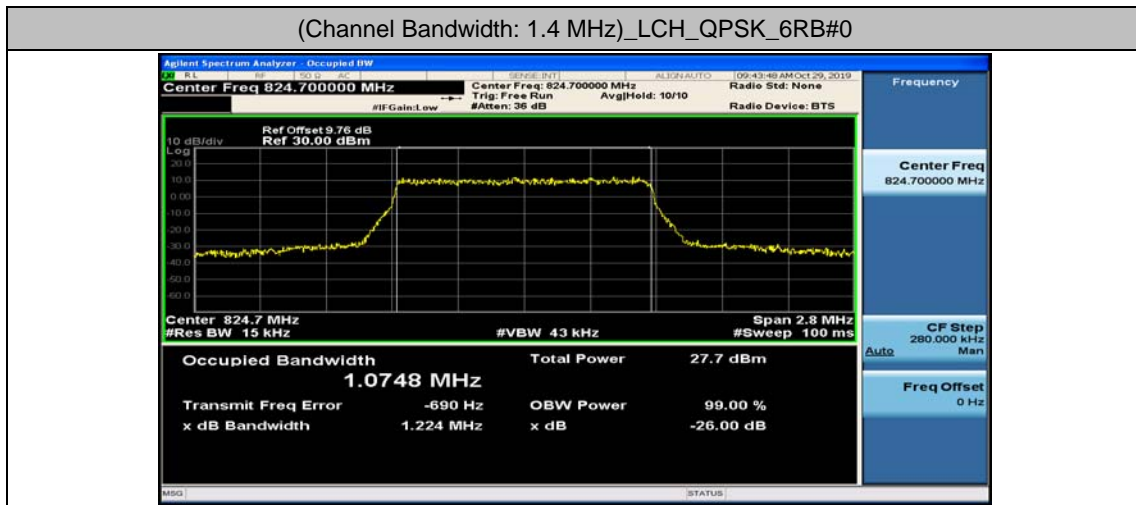 (Channel Bandwidth: 1.4 MHz)_LCH_QPSK_6RB#0
Agilent Spectrum Analyzer - Occupied BW
RL RF 50 Ω AC SENSE:INT ALIGN AUTO 09:43:48 AM Oct 29, 2019
Center Freq 824.700000 MHz
Center Freq: 824.700000 MHz
Radio Std: None
Trig: Free Run Avg|Hold: 10/10
#IFGain:Low
#Atten: 36 dB
Radio Device: BTS
Ref Offset 9.76 dB
10 dB/div Ref 30.00 dBm
Log
20.0
10.0
0.00
-10.0
-20.0
-30.0
-40.0
-50.0
-60.0
Center 824.7 MHz Span 2.8 MHz
#Res BW 15 kHz #VBW 43 kHz #Sweep 100 ms
Occupied Bandwidth Total Power 27.7 dBm
1.0748 MHz
Transmit Freq Error -690 Hz OBW Power 99.00 %
x dB Bandwidth 1.224 MHz x dB -26.00 dB
MSG STATUS
Frequency
Center Freq
824.700000 MHz
CF Step
280.000 kHz
Auto Man
Freq Offset
0 Hz